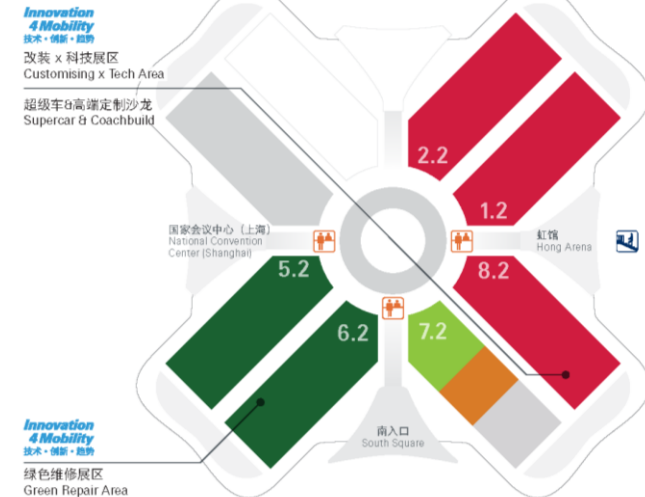 Innovation
4Mobility
技术·创新·趋势
改装 x 科技展区
Customising x Tech Area
超级车&高端定制沙龙
Supercar & Coachbuild
2.2
1.2
国家会议中心（上海）
National Convention
Center (Shanghai)
虹馆
Hong Arena
5.2
8.2
6.2
7.2
南入口
South Square
Innovation
4Mobility
技术·创新·趋势
绿色维修展区
Green Repair Area